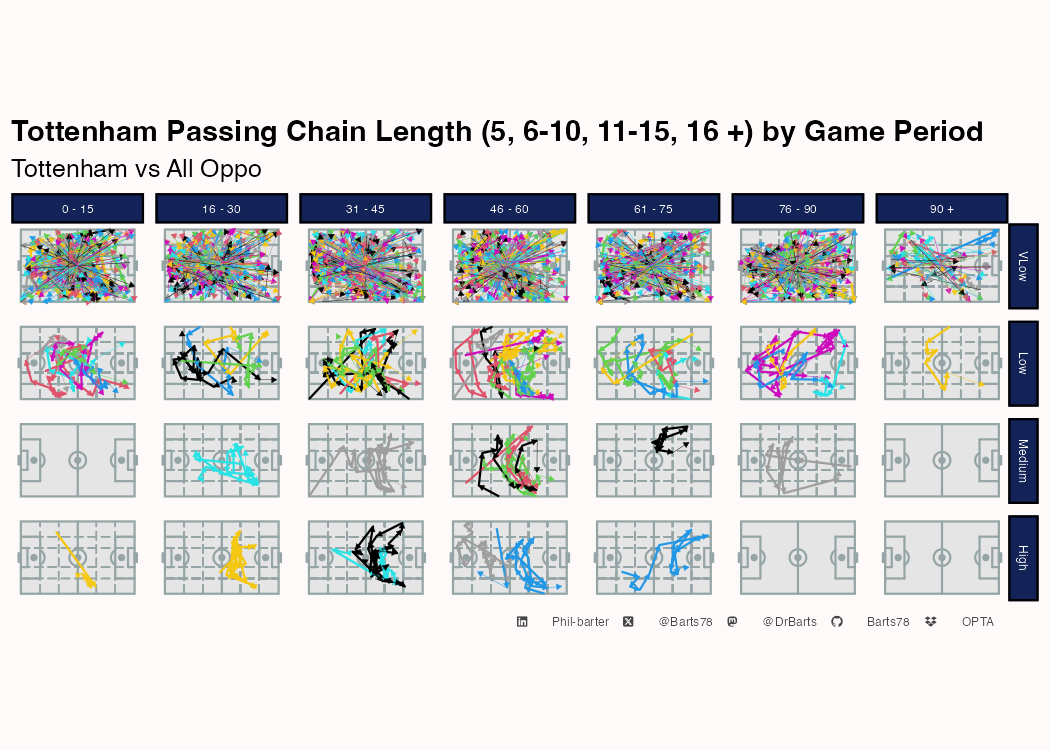 Tottenham Passing Chain Length (5, 6-10, 11-15, 16 +) by Game Period
Tottenham vs All Oppo
0 - 15 16 - 30 31 - 45 46 - 60 61 - 75 76 - 90 90 +
VLow
Low
Medium
High
Phil-barter @Barts78 @DrBarts Barts78 OPTA